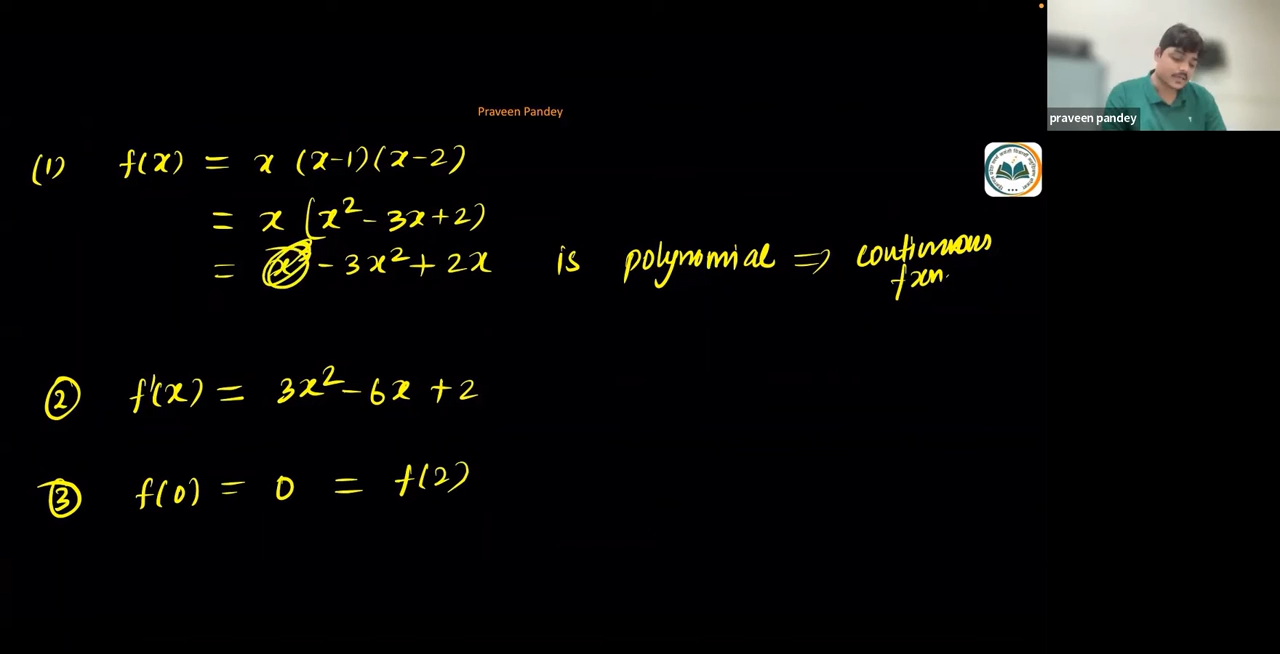 Praveen Pandey
praveen pandey
(1) f(x) = x (x-1)(x-2)
= x (x² - 3x + 2)
= x³ - 3x² + 2x is polynomial ⇒ continuous
fxn.
② f'(x) = 3x² - 6x + 2
③ f(0) = 0 = f(2)